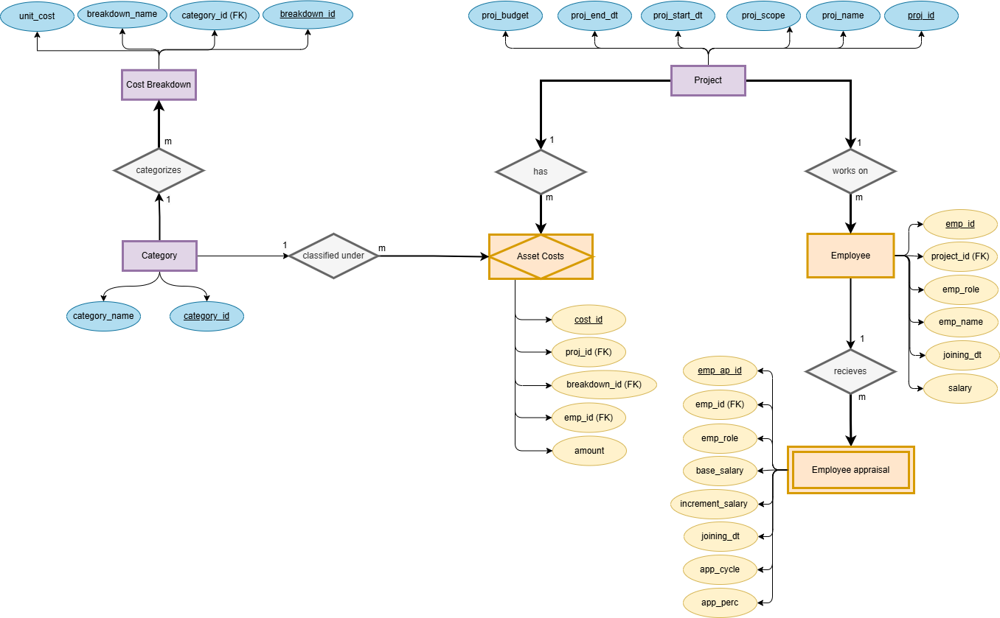 unit_cost
breakdown_name
category_id (FK)
breakdown_id
proj_budget
proj_end_dt
proj_start_dt
proj_scope
proj_name
proj_id
Cost Breakdown
Project
m
1
1
categorizes
has
works on
1
m
m
emp_id
Category
1
classified under
m
Asset Costs
Employee
project_id (FK)
emp_role
category_name
category_id
cost_id
emp_name
1
proj_id (FK)
joining_dt
emp_ap_id
recieves
breakdown_id (FK)
salary
m
emp_id (FK)
emp_id (FK)
emp_role
amount
base_salary
Employee appraisal
increment_salary
joining_dt
app_cycle
app_perc